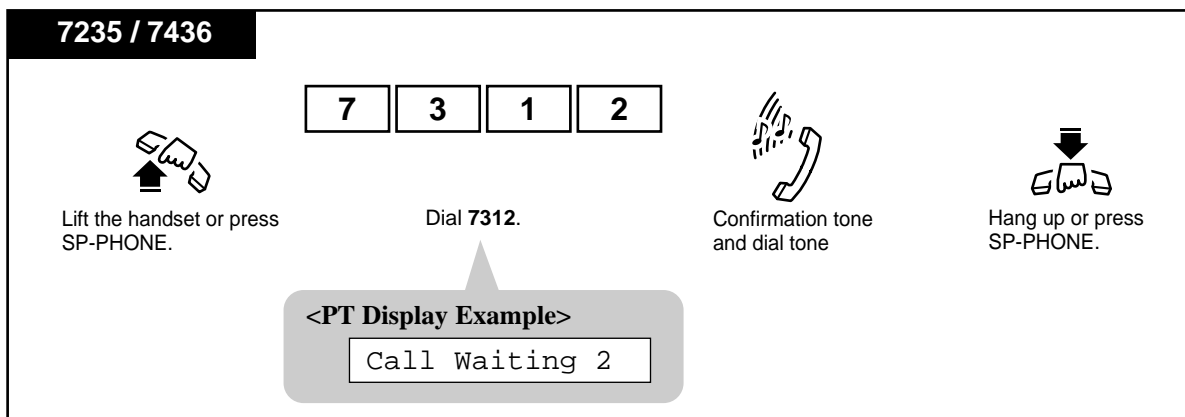 7235 / 7436
7 3 1 2
Lift the handset or press
SP-PHONE.
Dial 7312.
Confirmation tone
and dial tone
Hang up or press
SP-PHONE.
<PT Display Example>
Call Waiting 2